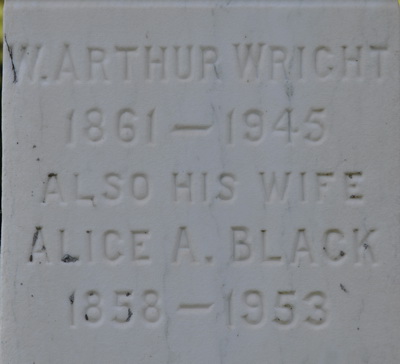 W. ARTHUR WRIGHT
1861 — 1945
ALSO HIS WIFE
ALICE A. BLACK
1858 — 1953